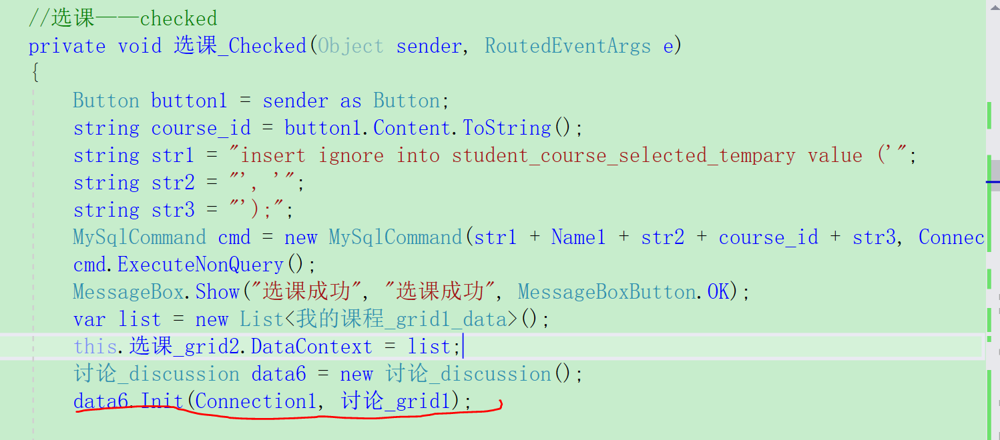 //选课——checked
private void 选课_Checked(Object sender, RoutedEventArgs e)
{
Button button1 = sender as Button;
string course_id = button1.Content.ToString();
string str1 = "insert ignore into student_course_selected_tempary value ('";
string str2 = "', '";
string str3 = "');";
MySqlCommand cmd = new MySqlCommand(str1 + Name1 + str2 + course_id + str3, Connec
cmd.ExecuteNonQuery();
MessageBox.Show("选课成功", "选课成功", MessageBoxButton.OK);
var list = new List<我的课程_grid1_data>();
this.选课_grid2.DataContext = list;
讨论_discussion data6 = new 讨论_discussion();
data6.Init(Connection1, 讨论_grid1);